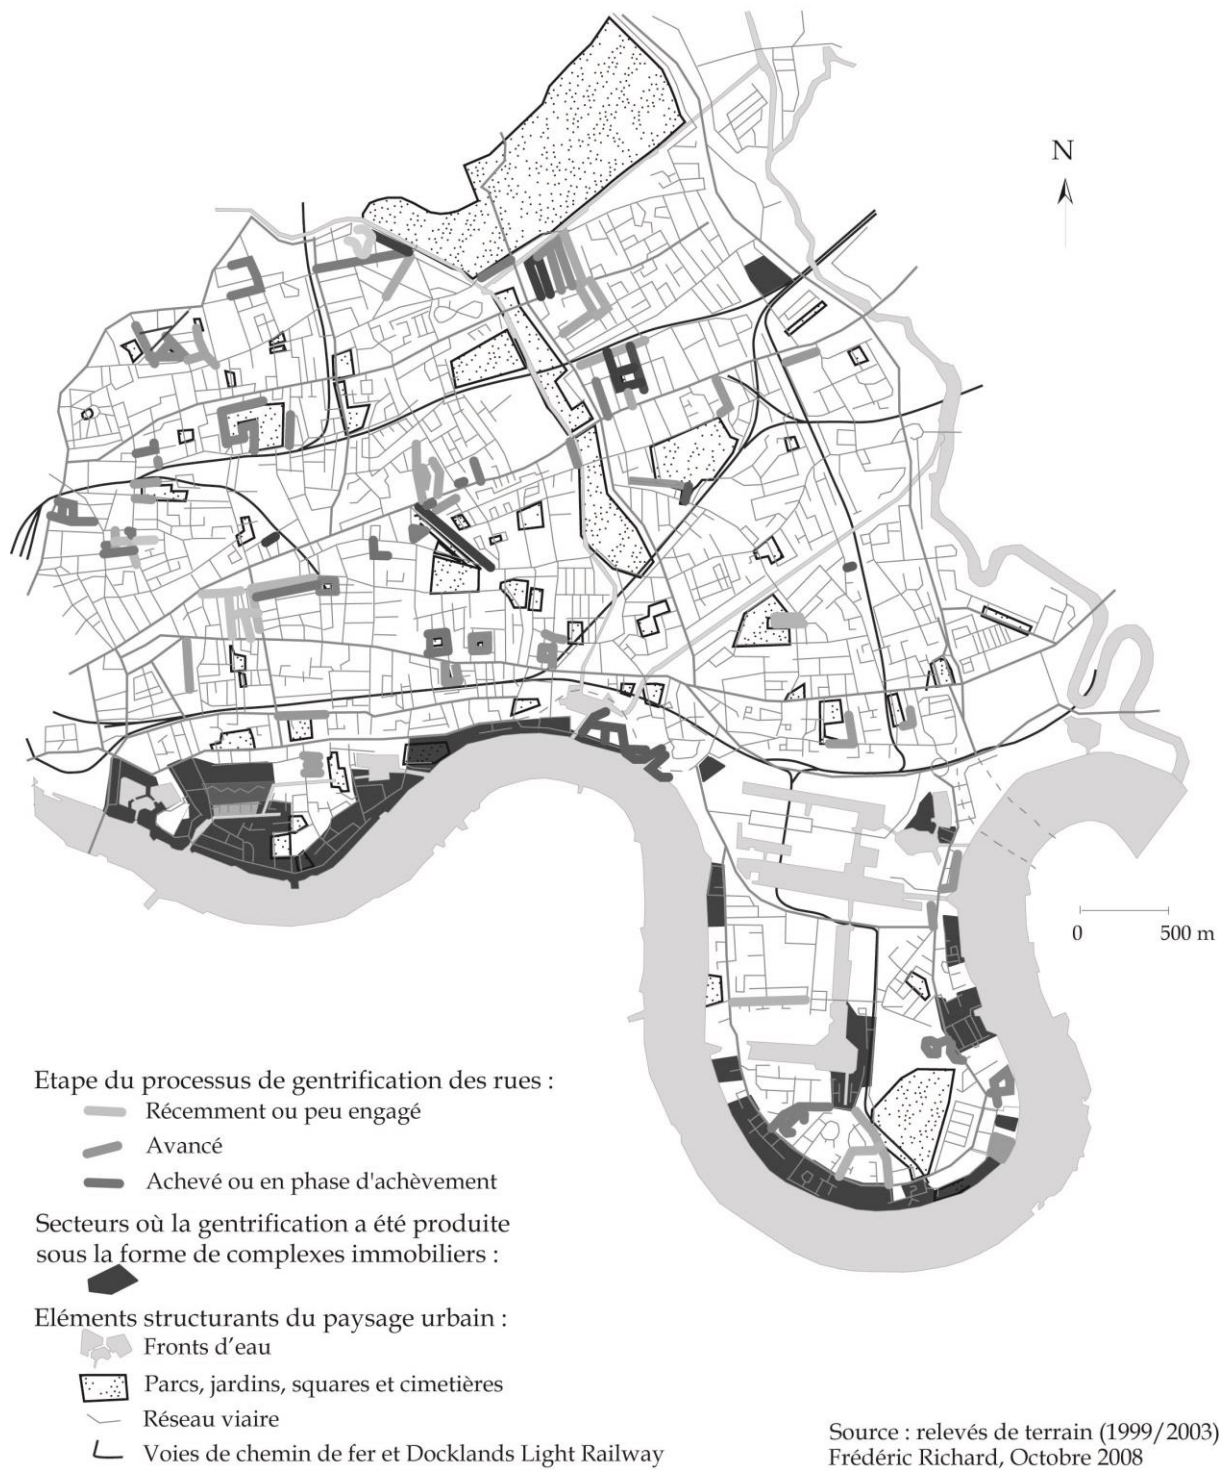 N
0 500 m
Etape du processus de gentrification des rues :
Récemment ou peu engagé
Avancé
Achevé ou en phase d'achèvement
Secteurs où la gentrification a été produite
sous la forme de complexes immobiliers :
Eléments structurants du paysage urbain :
Fronts d’eau
Parcs, jardins, squares et cimetières
Réseau viaire
Voies de chemin de fer et Docklands Light Railway
Source : relevés de terrain (1999/2003)
Frédéric Richard, Octobre 2008